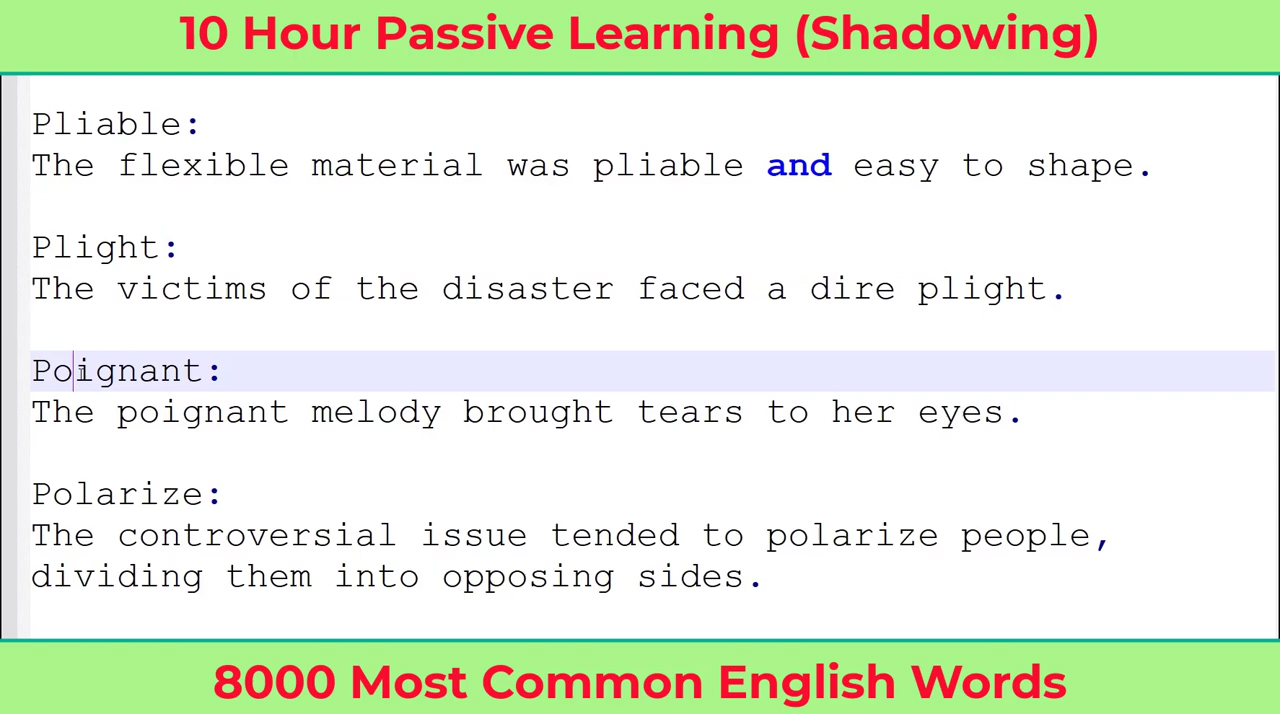 10 Hour Passive Learning (Shadowing)
Pliable:
The flexible material was pliable and easy to shape.
Plight:
The victims of the disaster faced a dire plight.
Poignant:
The poignant melody brought tears to her eyes.
Polarize:
The controversial issue tended to polarize people,
dividing them into opposing sides.
8000 Most Common English Words